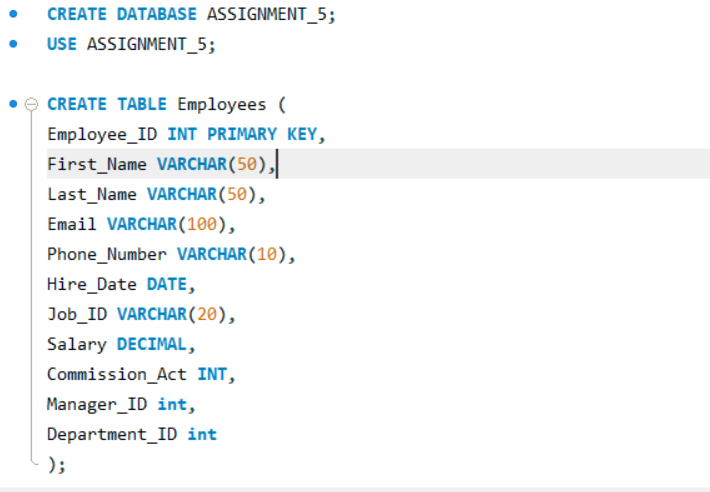 CREATE DATABASE ASSIGNMENT_5;
USE ASSIGNMENT_5;
CREATE TABLE Employees (
Employee_ID INT PRIMARY KEY,
First_Name VARCHAR(50),
Last_Name VARCHAR(50),
Email VARCHAR(100),
Phone_Number VARCHAR(10),
Hire_Date DATE,
Job_ID VARCHAR(20),
Salary DECIMAL,
Commission_Act INT,
Manager_ID int,
Department_ID int
);